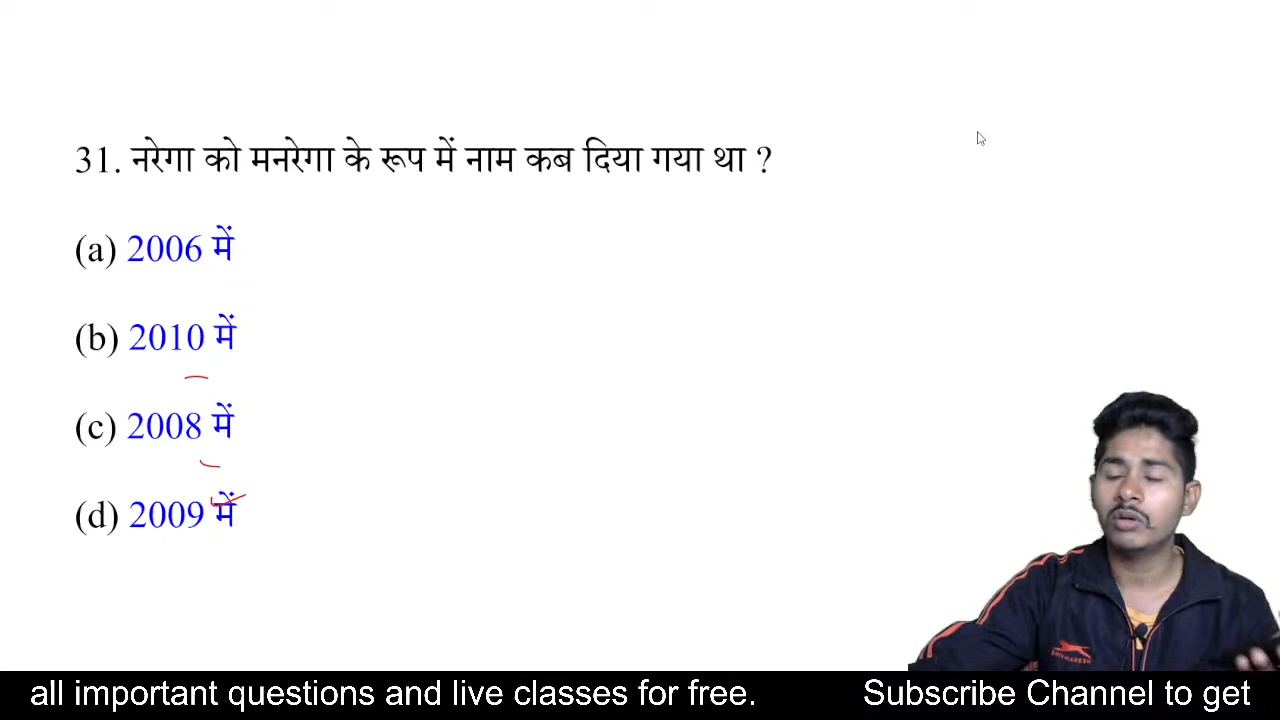 31. नरेगा को मनरेगा के रूप में नाम कब दिया गया था ?
(a) 2006 में
(b) 2010 में
(c) 2008 में
(d) 2009 में
all important questions and live classes for free. Subscribe Channel to get